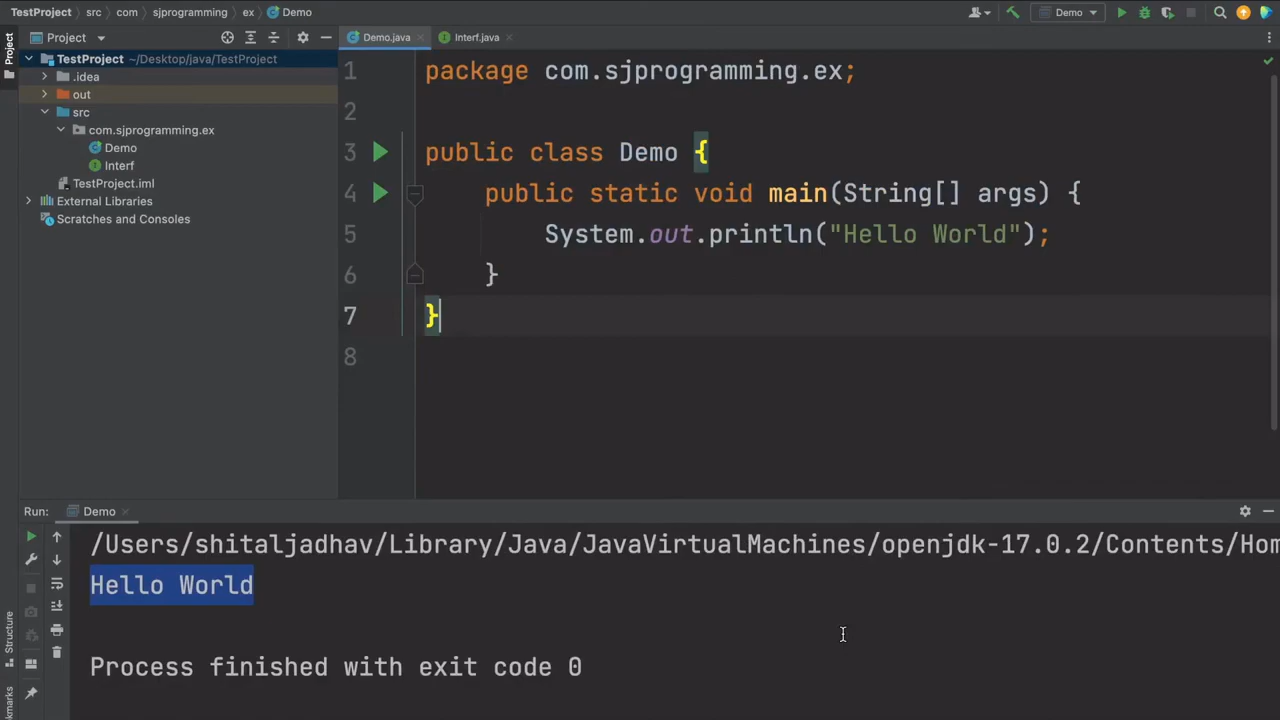 TestProject src com sjprogramming ex Demo
Demo
Project
Demo.java
Interf.java
Project
TestProject ~/Desktop/java/TestProject
.idea
out
src
com.sjprogramming.ex
Demo
Interf
TestProject.iml
External Libraries
Scratches and Consoles
1 package com.sjprogramming.ex;
2
3 public class Demo {
4 public static void main(String[] args) {
5 System.out.println("Hello World");
6 }
7 }
8
Run: Demo
/Users/shitaljadhav/Library/Java/JavaVirtualMachines/openjdk-17.0.2/Contents/Hom
Hello World
Process finished with exit code 0
Structure